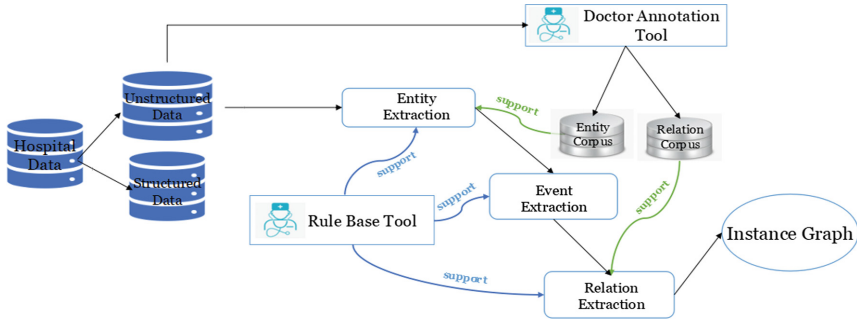 Doctor Annotation
Tool
Unstructured
Data
Entity
Extraction
support
Entity
Corpus
Relation
Corpus
Hospital
Data
Structured
Data
support
support
Event
Extraction
support
Rule Base Tool
Instance Graph
support
Relation
Extraction